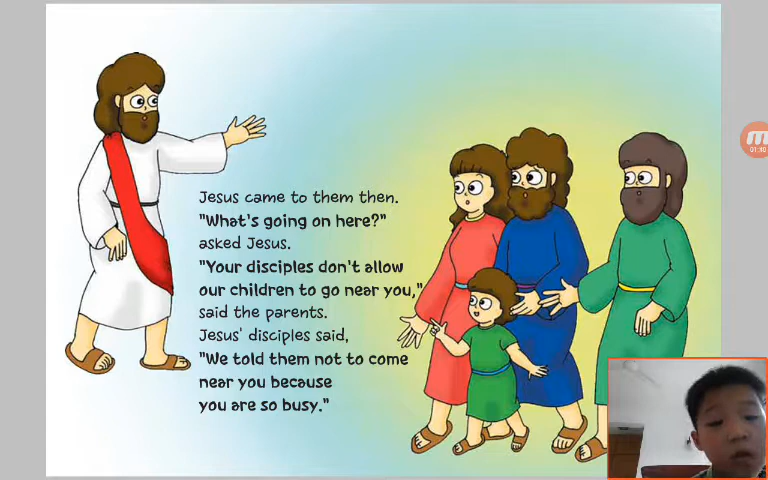 Jesus came to them then.
"What's going on here?"
asked Jesus.
"Your disciples don't allow
our children to go near you,"
said the parents.
Jesus' disciples said,
"We told them not to come
near you because
you are so busy."
01:40